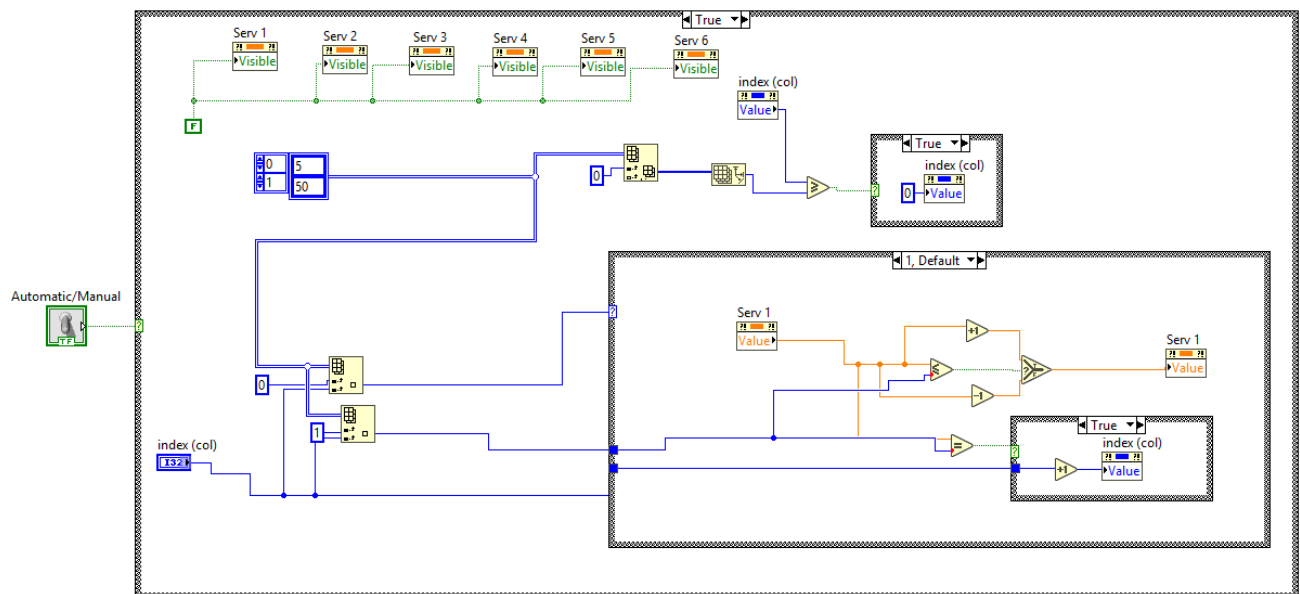 True
Serv 1
Serv 2
Serv 3
Serv 4
Serv 5
Serv 6
Visible
Visible
Visible
Visible
Visible
Visible
F
index (col)
Value
True
index (col)
0
Value
0
1
5
50
0
1, Default
Automatic/Manual
TF
Serv 1
Value
+1
Serv 1
Value
-1
0
1
index (col)
I32
True
index (col)
+1
Value